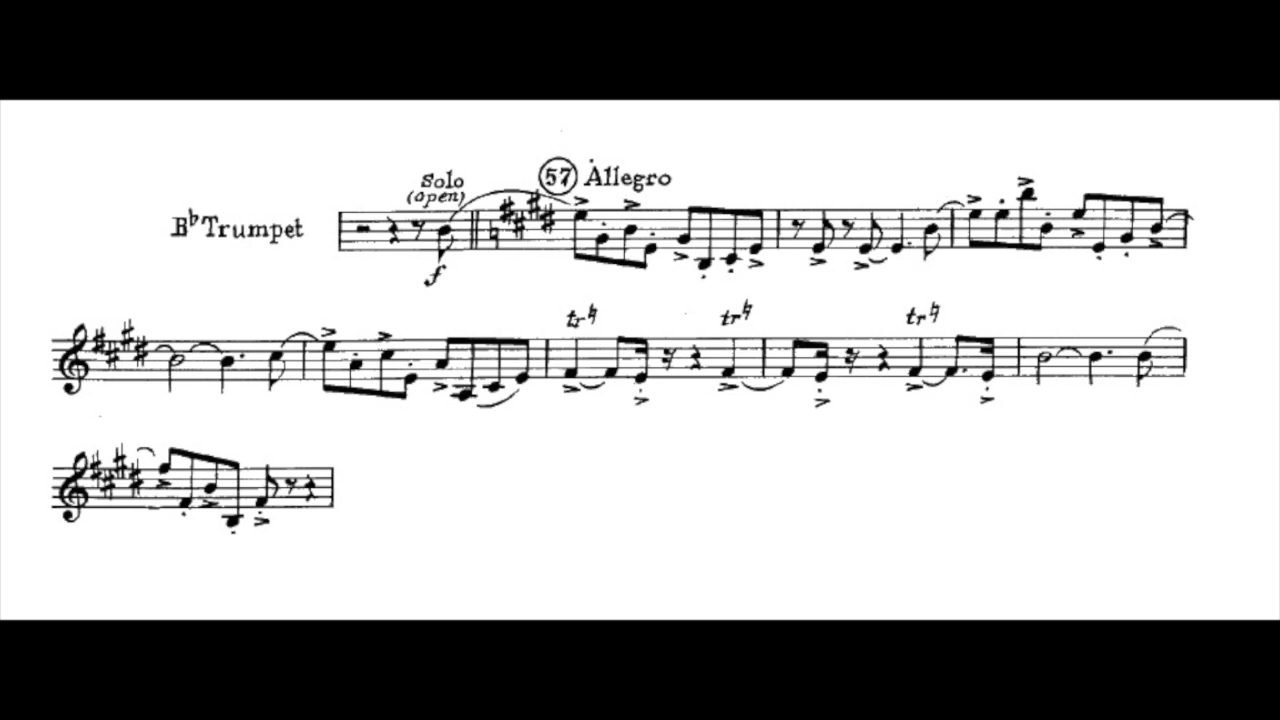 Solo
(open)
57 Allegro
B♭ Trumpet
f
tr♮ tr♮ tr♮